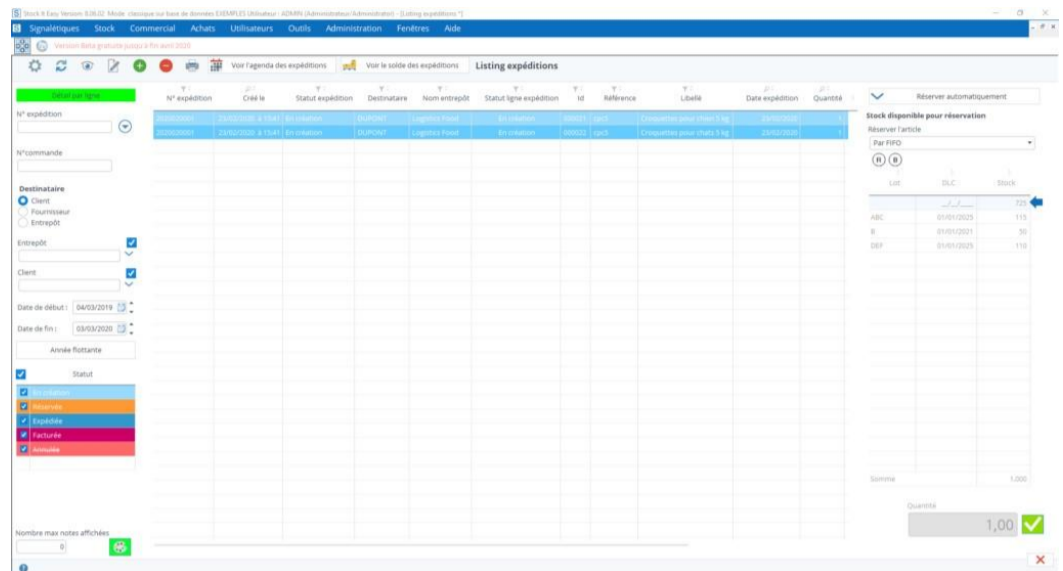 Stock It Easy Version 9.06.02 Mode classique sur base de données EXEMPLES Utilisateur : ADMIN (Administrateur/Administrator) - [Listing expéditions *]
Signalétiques Stock Commercial Achats Utilisateurs Outils Administration Fenêtres Aide
Version Beta gratuite jusqu'à fin avril 2020
Voir l'agenda des expéditions Voir le solde des expéditions Listing expéditions
Détail par ligne
N° expédition
N°commande
Destinataire
Client
Fournisseur
Entrepôt
Entrepôt
Client
Date de début : 04/03/2019
Date de fin : 03/03/2020
Année flottante
Statut
En création
Réservée
Expédiée
Facturée
Annulée
Nombre max notes affichées
0
N° expédition Créé le Statut expédition Destinataire Nom entrepôt Statut ligne expédition Id Référence Libellé Date expédition Quantité
2020020001 23/02/2020 à 15:41 En création DUPONT Logistics Food En création 000021 cpc5 Croquettes pour chats 5 kg 23/02/2020 1
2020020001 23/02/2020 à 15:41 En création DUPONT Logistics Food En création 000022 cpc5 Croquettes pour chats 5 kg 23/02/2020 1
Réserver automatiquement
Stock disponible pour réservation
Réserver l'article
Par FIFO
Lot DLC Stock
__/__/____ 725
ABC 01/01/2025 115
01/01/2021 50
DEF 01/01/2025 110
Somme 1,000
Quantité
1,00